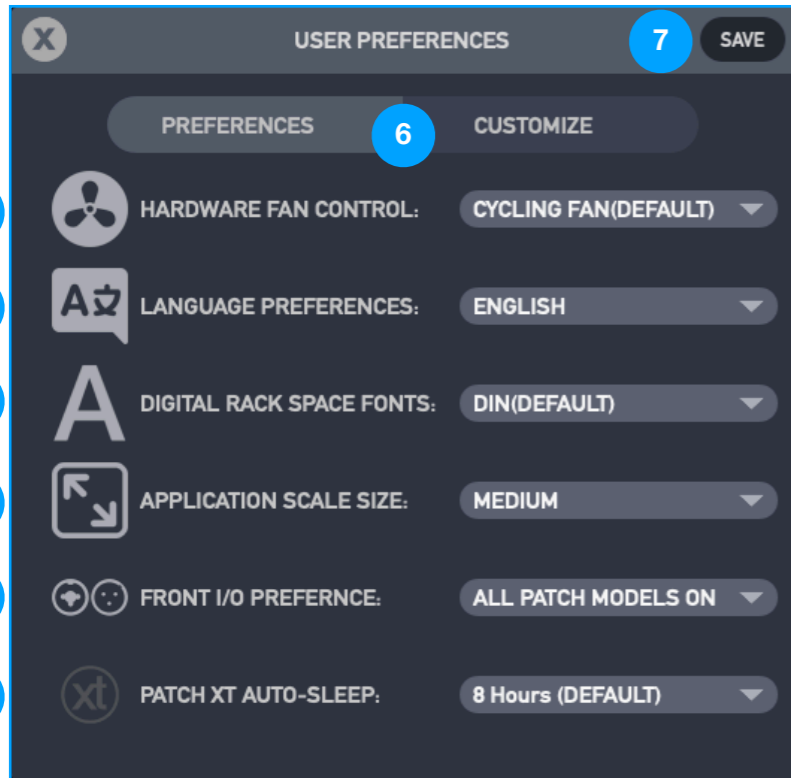 X USER PREFERENCES 7 SAVE
PREFERENCES 6 CUSTOMIZE
HARDWARE FAN CONTROL: CYCLING FAN(DEFAULT)
A文 LANGUAGE PREFERENCES: ENGLISH
A DIGITAL RACK SPACE FONTS: DIN(DEFAULT)
APPLICATION SCALE SIZE: MEDIUM
FRONT I/O PREFERNCE: ALL PATCH MODELS ON
xt PATCH XT AUTO-SLEEP: 8 Hours (DEFAULT)